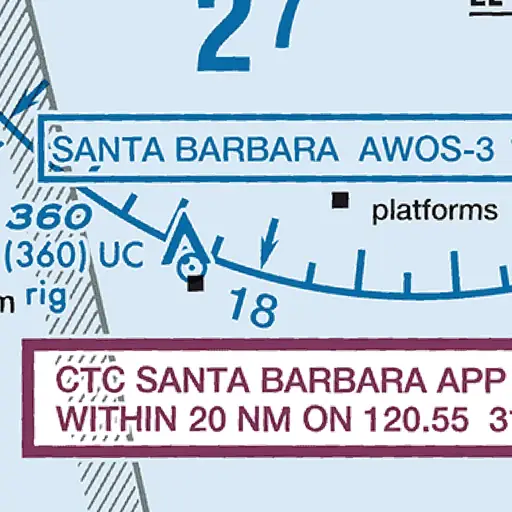 27
SANTA BARBARA AWOS-3
360
(360) UC
platforms
rig
18
CTC SANTA BARBARA APP
WITHIN 20 NM ON 120.55